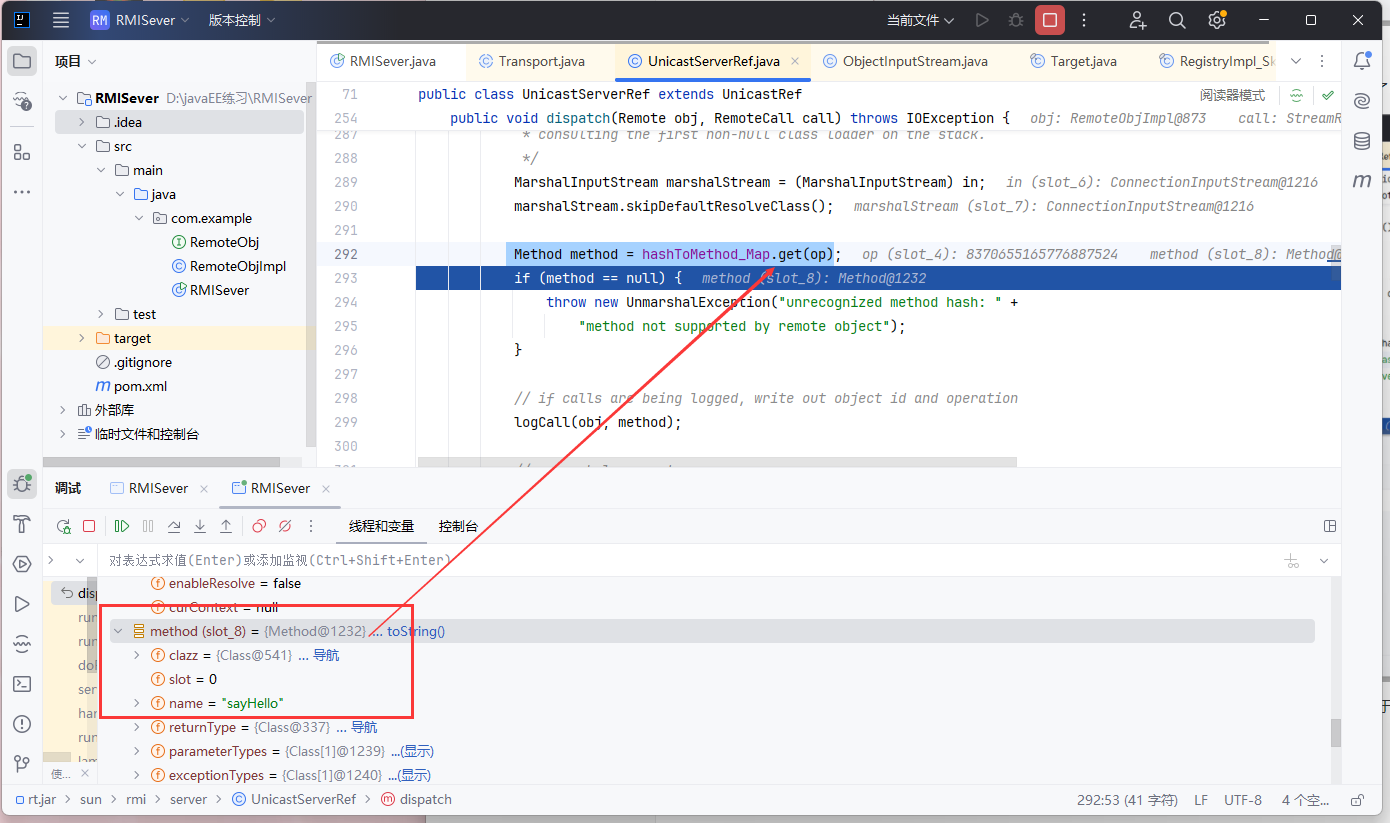 RM RMISever 版本控制 当前文件
项目
RMISever.java Transport.java UnicastServerRef.java ObjectInputStream.java Target.java RegistryImpl_Sk
RMISever D:\javaEE练习\RMISever
.idea
src
main
java
com.example
RemoteObj
RemoteObjImpl
RMISever
test
target
.gitignore
pom.xml
外部库
临时文件和控制台
71 public class UnicastServerRef extends UnicastRef 阅读器模式
254 public void dispatch(Remote obj, RemoteCall call) throws IOException { obj: RemoteObjImpl@873 call: StreamR
287 * consulting the first non-null class loader on the stack.
288 */
289 MarshalInputStream marshalStream = (MarshalInputStream) in; in (slot_6): ConnectionInputStream@1216
290 marshalStream.skipDefaultResolveClass(); marshalStream (slot_7): ConnectionInputStream@1216
291
292 Method method = hashToMethod_Map.get(op); op (slot_4): 8370655165776887524 method (slot_8): Method@
293 if (method == null) { method (slot_8): Method@1232
294 throw new UnmarshalException("unrecognized method hash: " +
295 "method not supported by remote object");
296 }
297
298 // if calls are being logged, write out object id and operation
299 logCall(obj, method);
300
调试 RMISever RMISever
线程和变量 控制台
对表达式求值(Enter)或添加监视(Ctrl+Shift+Enter)
enableResolve = false
curContext = null
method (slot_8) = {Method@1232} ... toString()
clazz = {Class@541} ... 导航
slot = 0
name = "sayHello"
returnType = {Class@337} ... 导航
parameterTypes = {Class[1]@1239} ...(显示)
exceptionTypes = {Class[1]@1240} ...(显示)
disp
run
run
doI
ser
har
run
使...
rt.jar > sun > rmi > server > UnicastServerRef > dispatch 292:53 (41 字符) LF UTF-8 4 个空...